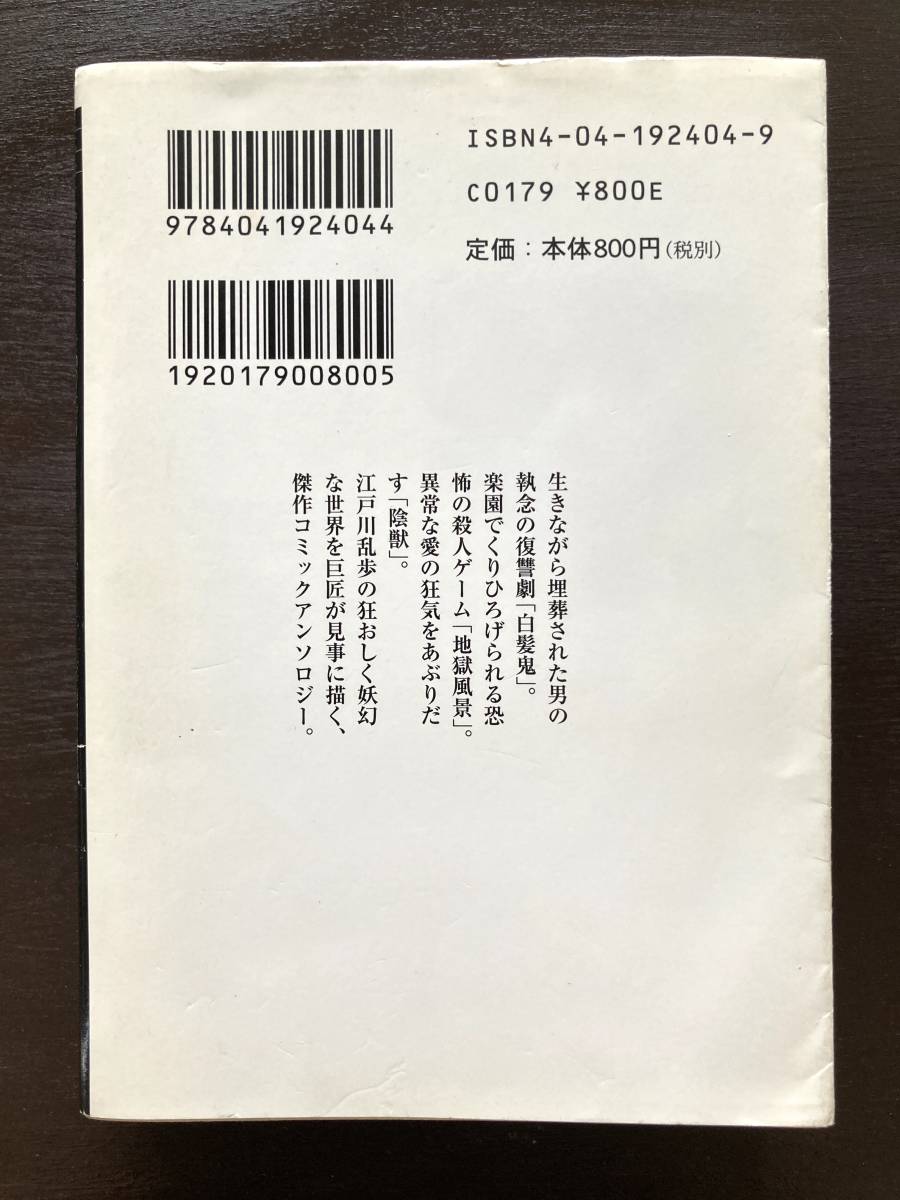 ISBN4-04-192404-9
C0179 ¥800E
定価：本体800円（税別）
9784041924044
1920179008005
生きながら埋葬された男の
執念の復讐劇「白髪鬼」。
楽園でくりひろげられる恐
怖の殺人ゲーム「地獄風景」。
異常な愛の狂気をあぶりだ
す「陰獣」。
江戸川乱歩の狂おしく妖幻
な世界を巨匠が見事に描く、
傑作コミックアンソロジー。